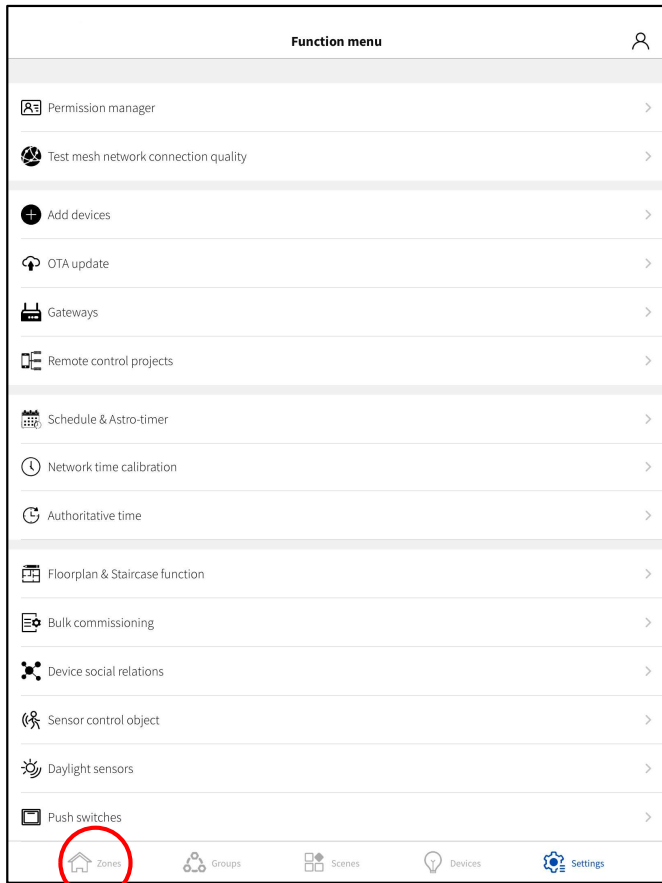 Function menu
Permission manager
Test mesh network connection quality
Add devices
OTA update
Gateways
Remote control projects
Schedule & Astro-timer
Network time calibration
Authoritative time
Floorplan & Staircase function
Bulk commissioning
Device social relations
Sensor control object
Daylight sensors
Push switches
Zones Groups Scenes Devices Settings